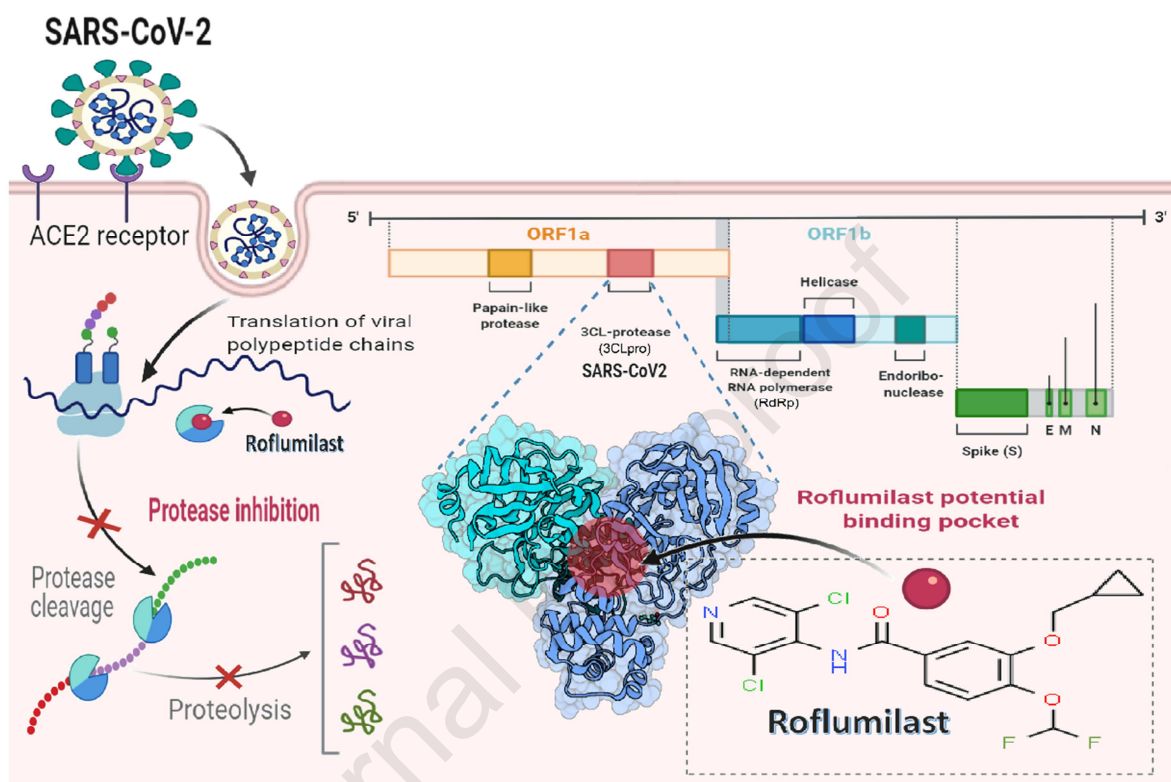 SARS-CoV-2
ACE2 receptor
5'
3'
ORF1a
ORF1b
Papain-like
protease
3CL-protease
(3CLpro)
SARS-CoV2
Helicase
RNA-dependent
RNA polymerase
(RdRp)
Endoribo-
nuclease
Spike (S)
E M N
Translation of viral
polypeptide chains
Roflumilast
Protease inhibition
Protease
cleavage
Proteolysis
Roflumilast potential
binding pocket
N
Cl
Cl
N
H
O
O
O
F
F
Roflumilast
rnal
proof